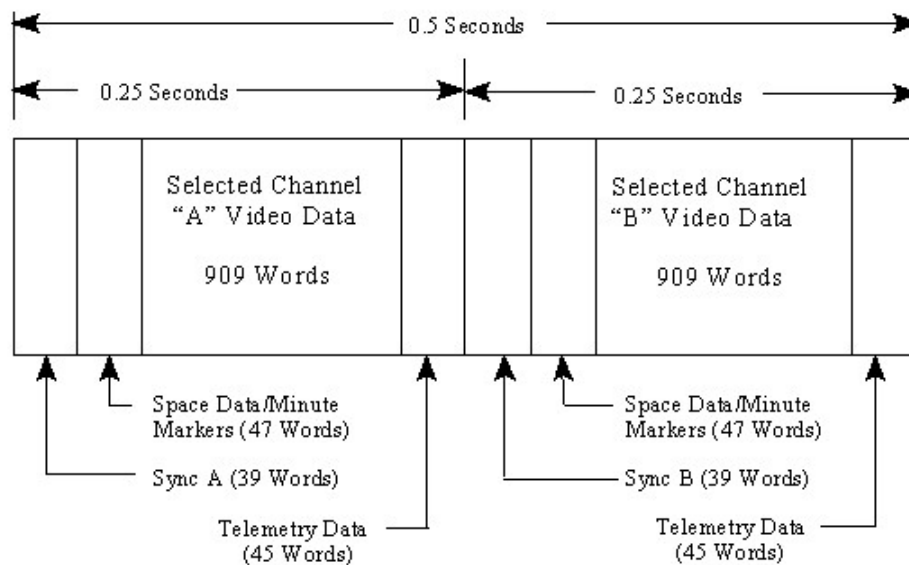 0.5 Seconds
0.25 Seconds
0.25 Seconds
Selected Channel
“A” Video Data
909 Words
Selected Channel
“B” Video Data
909 Words
Space Data/Minute
Markers (47 Words)
Space Data/Minute
Markers (47 Words)
Sync A (39 Words)
Sync B (39 Words)
Telemetry Data
(45 Words)
Telemetry Data
(45 Words)